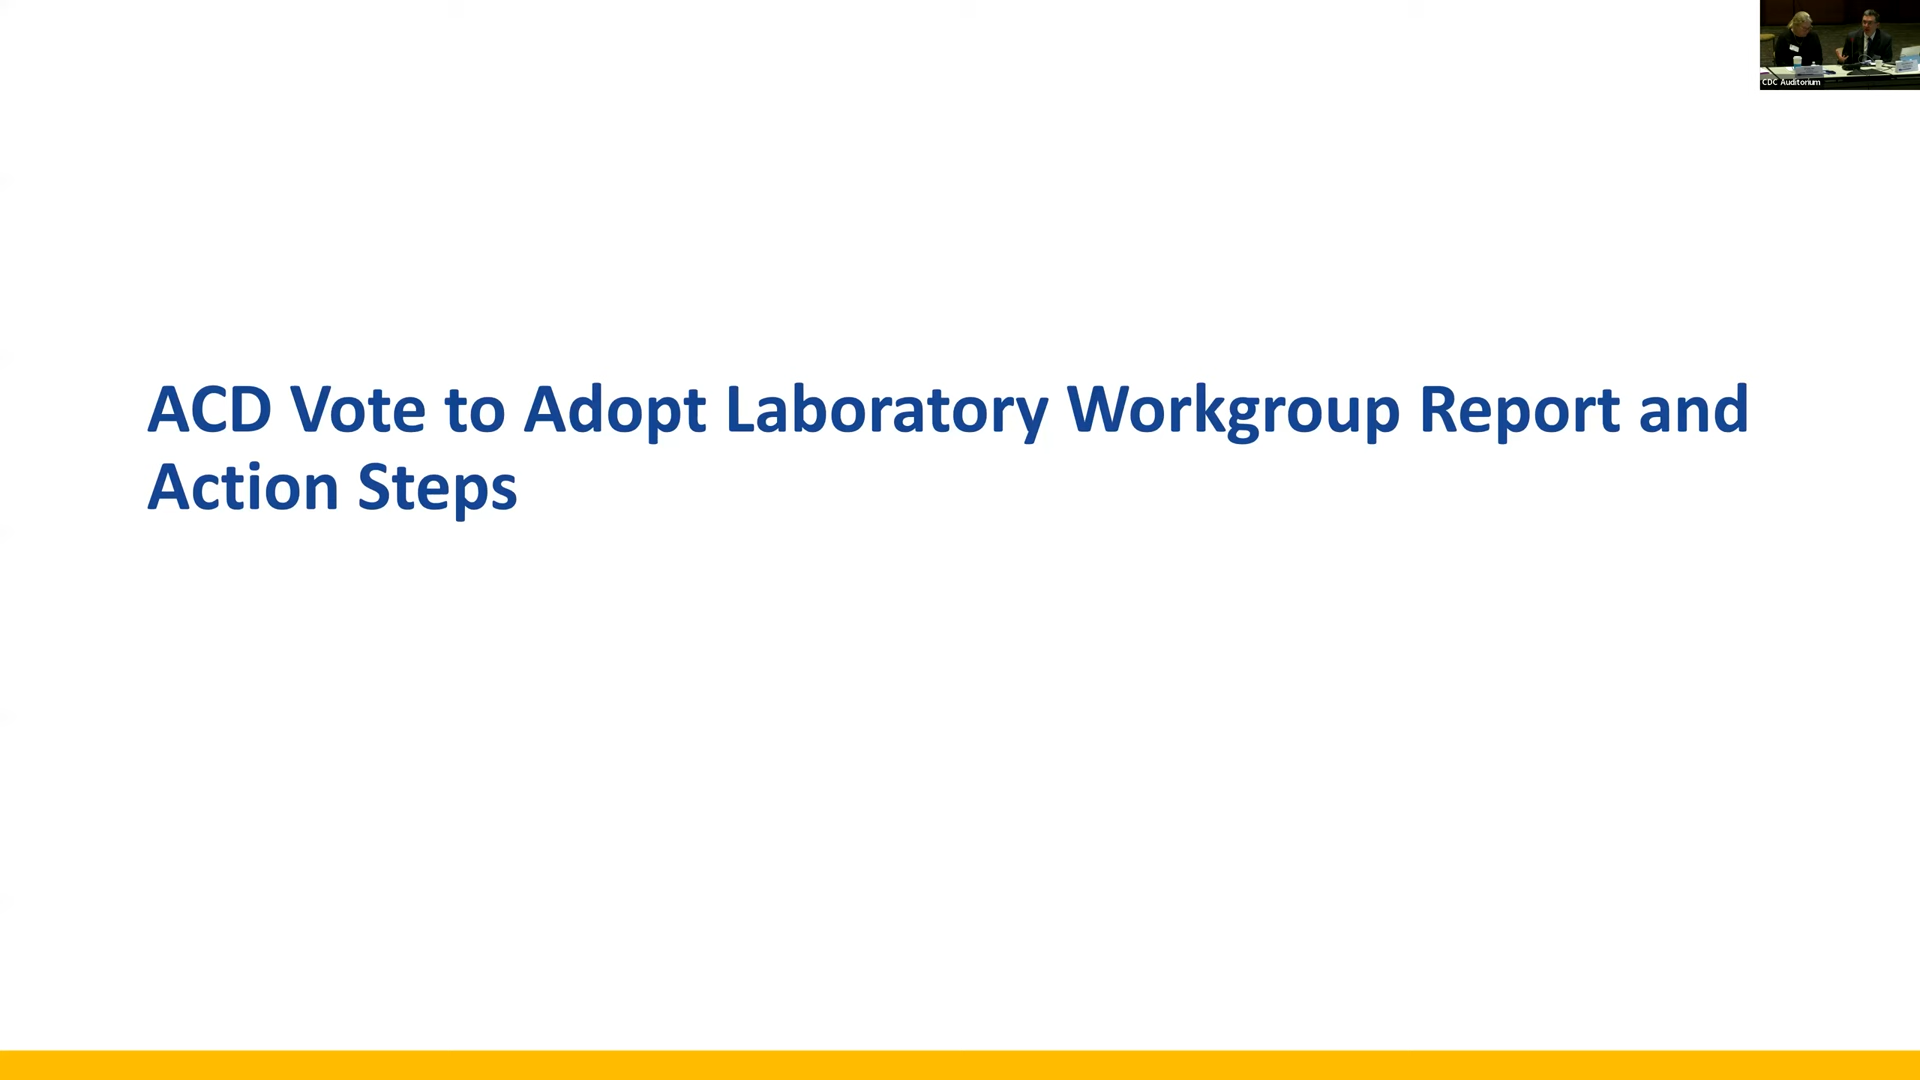 CDC Auditorium
ACD Vote to Adopt Laboratory Workgroup Report and
Action Steps